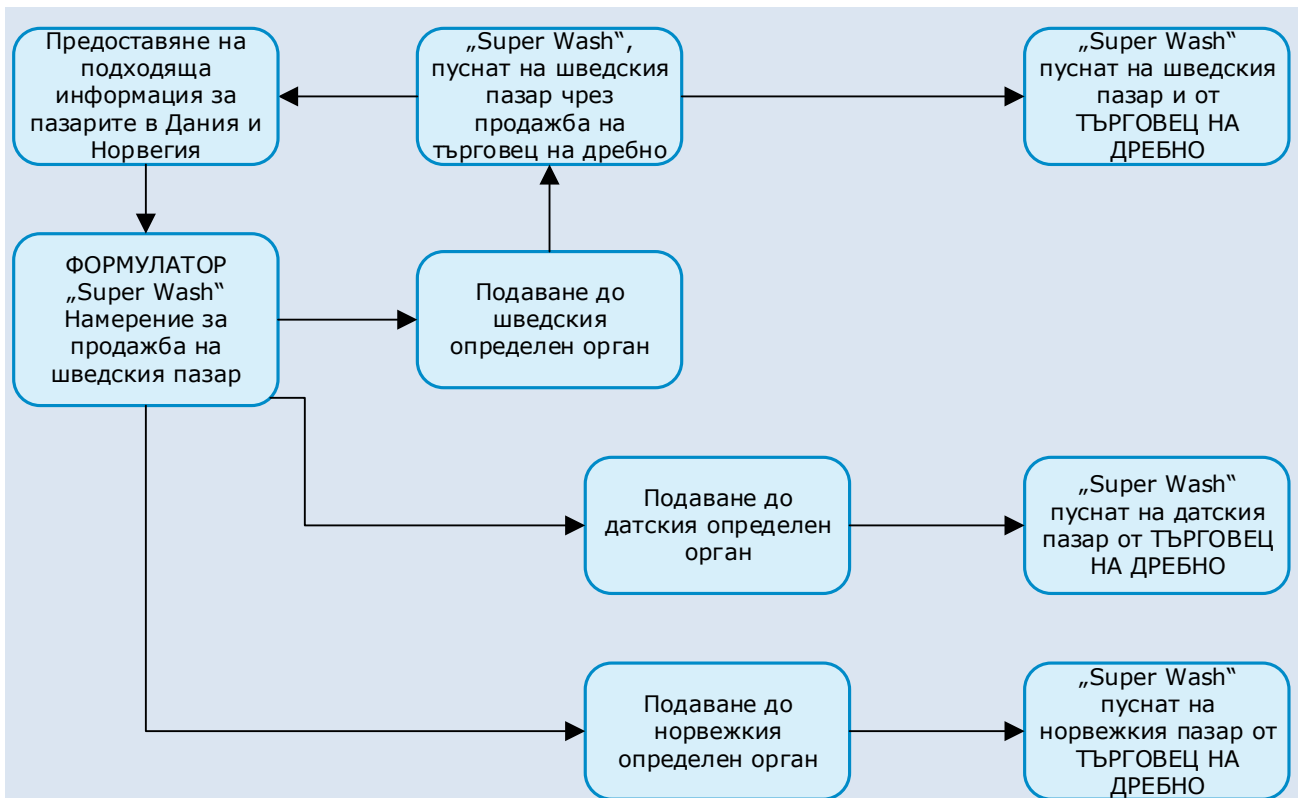 Предоставяне на
подходяща
информация за
пазарите в Дания и
Норвегия
„Super Wash“,
пуснат на шведския
пазар чрез
продажба на
търговец на дребно
„Super Wash“
пуснат на шведския
пазар и от
ТЪРГОВЕЦ НА
ДРЕБНО
ФОРМУЛАТОР
„Super Wash“
Намерение за
продажба на
шведския пазар
Подаване до
шведския
определен орган
Подаване до
датския определен
орган
„Super Wash“
пуснат на датския
пазар от ТЪРГОВЕЦ
НА ДРЕБНО
Подаване до
норвежкия
определен орган
„Super Wash“
пуснат на
норвежкия пазар от
ТЪРГОВЕЦ НА
ДРЕБНО